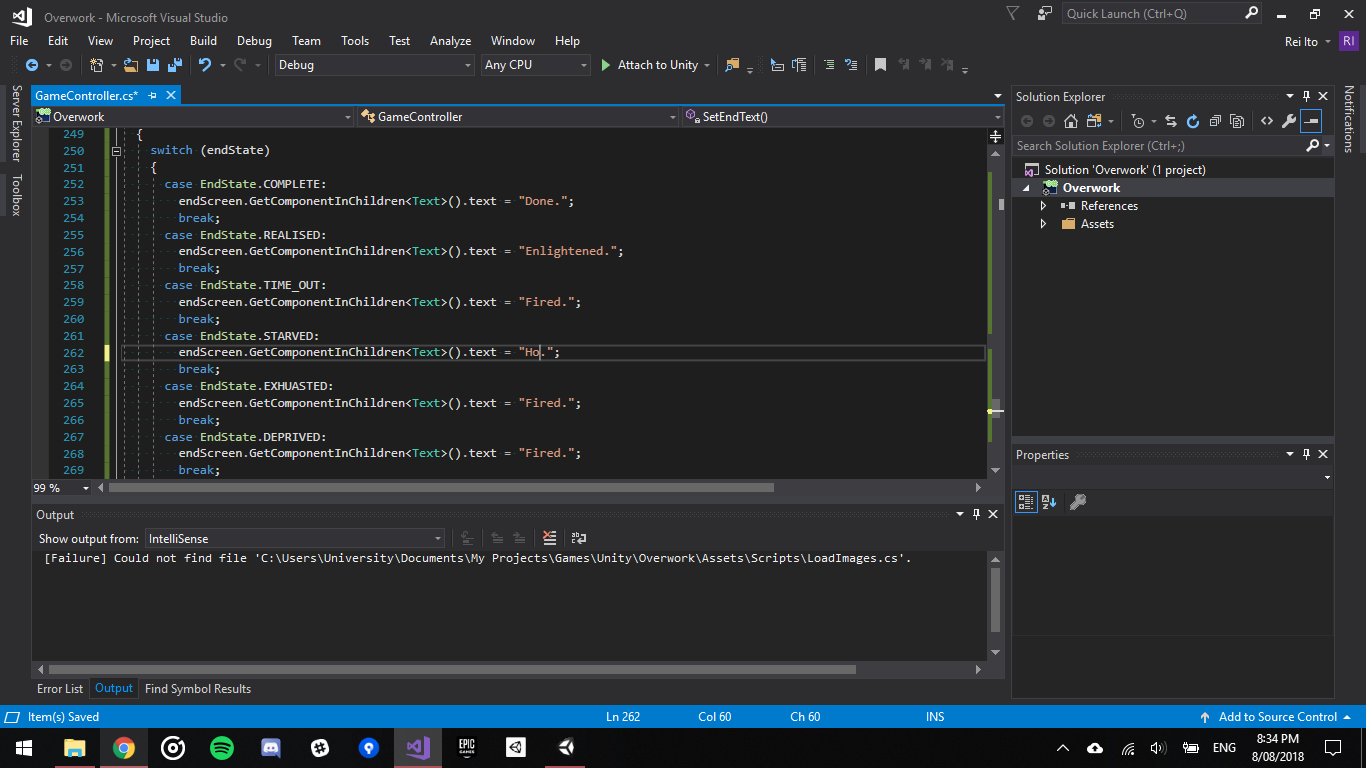 Overwork - Microsoft Visual Studio
Quick Launch (Ctrl+Q)
File Edit View Project Build Debug Team Tools Test Analyze Window Help
Rei Ito RI
Debug Any CPU Attach to Unity
Server Explorer
Toolbox
GameController.cs*
Overwork GameController SetEndText()
249 {
250 switch (endState)
251 {
252 case EndState.COMPLETE:
253 endScreen.GetComponentInChildren<Text>().text = "Done.";
254 break;
255 case EndState.REALISED:
256 endScreen.GetComponentInChildren<Text>().text = "Enlightened.";
257 break;
258 case EndState.TIME_OUT:
259 endScreen.GetComponentInChildren<Text>().text = "Fired.";
260 break;
261 case EndState.STARVED:
262 endScreen.GetComponentInChildren<Text>().text = "Ho.";
263 break;
264 case EndState.EXHUASTED:
265 endScreen.GetComponentInChildren<Text>().text = "Fired.";
266 break;
267 case EndState.DEPRIVED:
268 endScreen.GetComponentInChildren<Text>().text = "Fired.";
269 break;
99 %
Output
Show output from: IntelliSense
[Failure] Could not find file 'C:\Users\University\Documents\My Projects\Games\Unity\Overwork\Assets\Scripts\LoadImages.cs'.
Error List Output Find Symbol Results
Solution Explorer
Search Solution Explorer (Ctrl+;)
Solution 'Overwork' (1 project)
Overwork
References
Assets
Properties
Notifications
Item(s) Saved Ln 262 Col 60 Ch 60 INS Add to Source Control
EPIC
GAMES
ENG
8:34 PM
8/08/2018